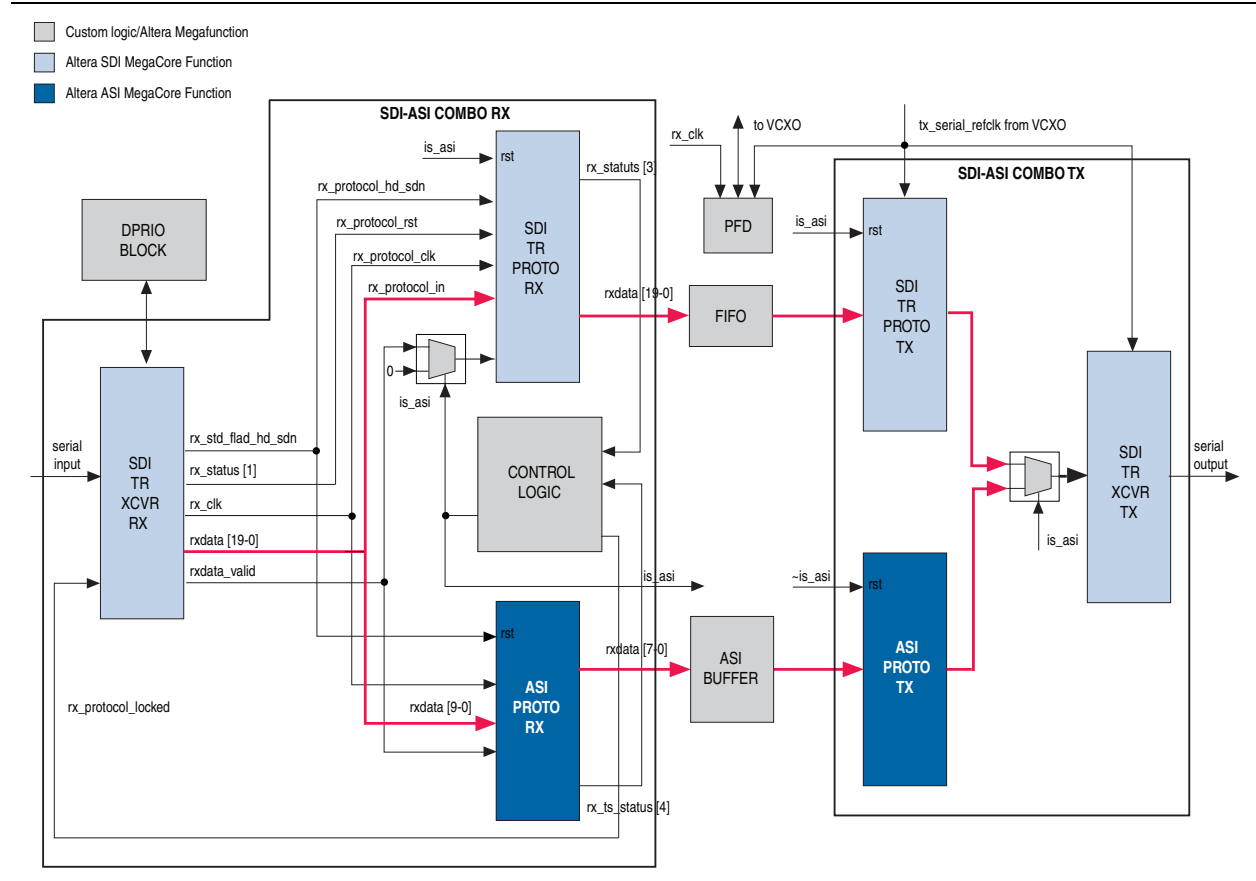 Custom logic/Altera Megafunction
Altera SDI MegaCore Function
Altera ASI MegaCore Function
SDI-ASI COMBO RX
is_asi
rst
rx_statuts [3]
rx_protocol_hd_sdn
rx_protocol_rst
rx_protocol_clk
rx_protocol_in
SDI
TR
PROTO
RX
DPRIO
BLOCK
0
is_asi
serial
input
SDI
TR
XCVR
RX
rx_std_flad_hd_sdn
rx_status [1]
rx_clk
rxdata [19-0]
rxdata_valid
CONTROL
LOGIC
is_asi
rst
ASI
PROTO
RX
rxdata [9-0]
rx_protocol_locked
rx_ts_status [4]
rx_clk
to VCXO
tx_serial_refclk from VCXO
PFD
rxdata [19-0]
FIFO
rxdata [7-0]
ASI
BUFFER
SDI-ASI COMBO TX
is_asi
rst
SDI
TR
PROTO
TX
~is_asi
rst
ASI
PROTO
TX
is_asi
SDI
TR
XCVR
TX
serial
output